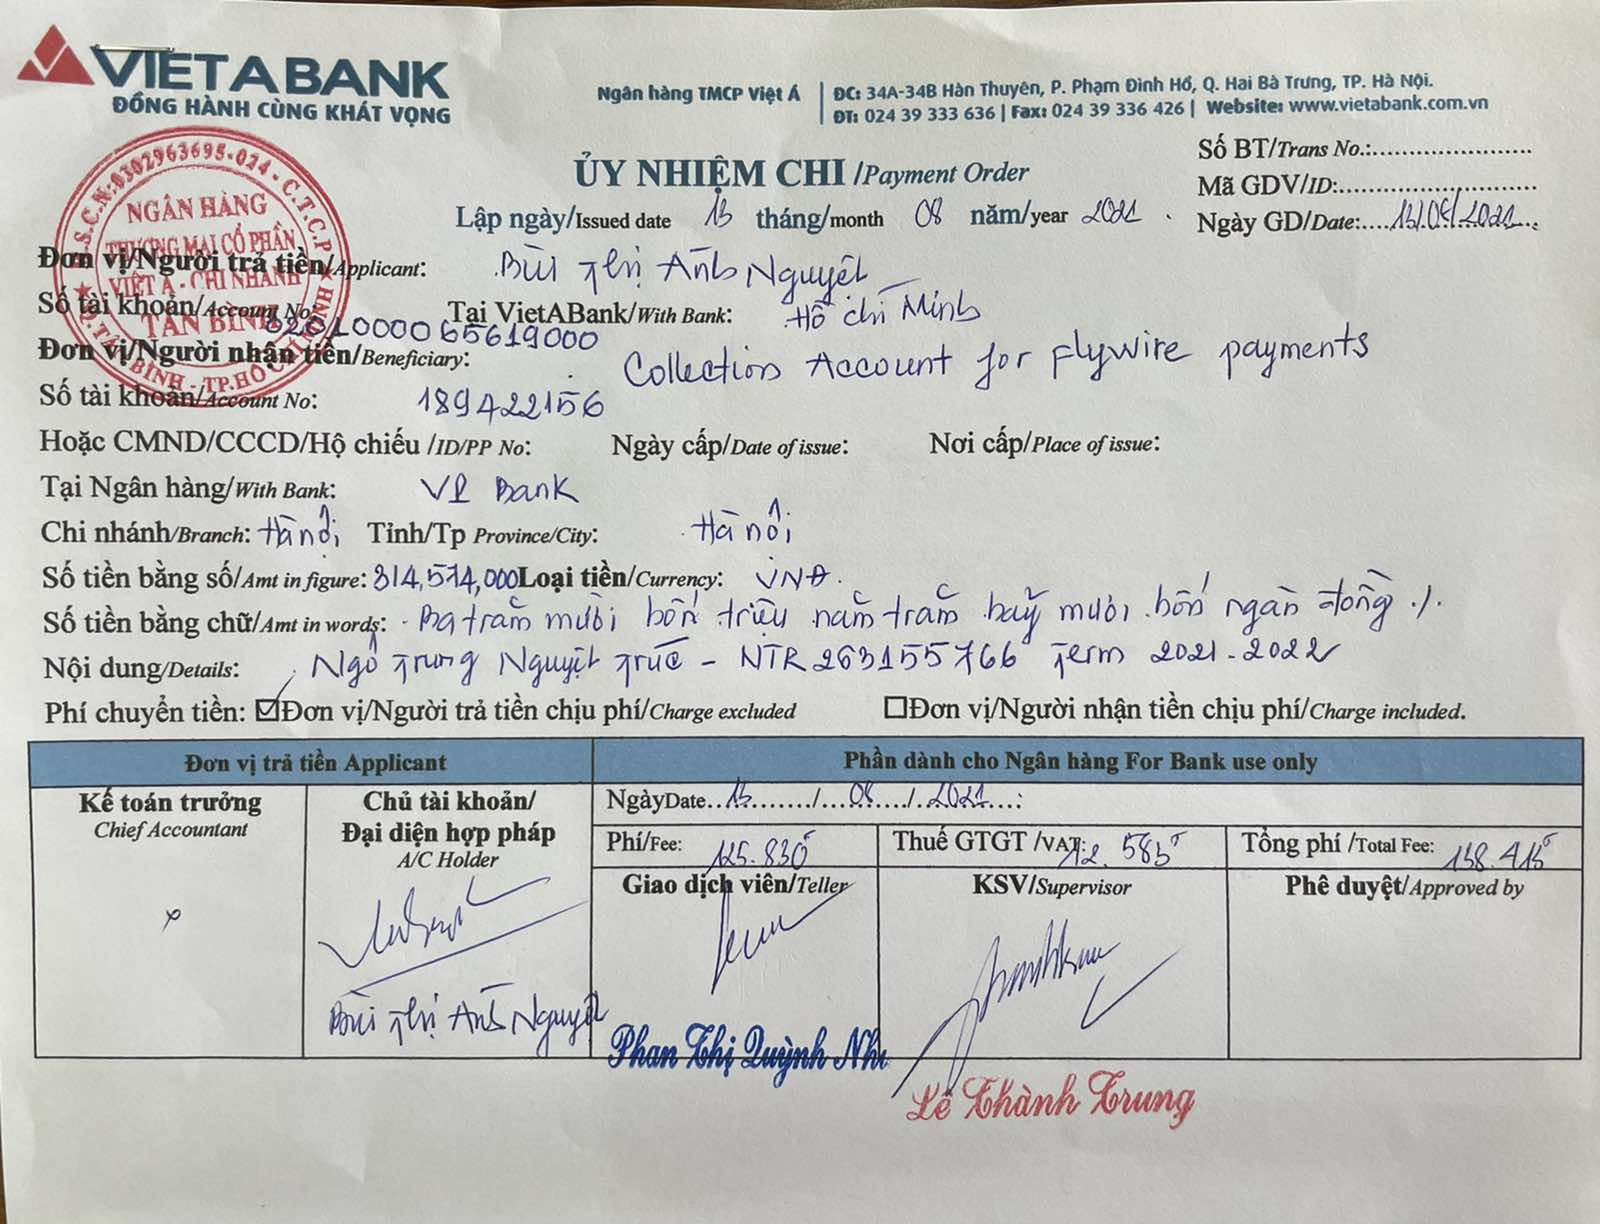 VIETABANK
ĐỒNG HÀNH CÙNG KHÁT VỌNG
Ngân hàng TMCP Việt Á
ĐC: 34A-34B Hàn Thuyên, P. Phạm Đình Hổ, Q. Hai Bà Trưng, TP. Hà Nội.
ĐT: 024 39 333 636 | Fax: 024 39 336 426 | Website: www.vietabank.com.vn
S.C.N:0302963695-024 - C.T.C.P
NGÂN HÀNG
THƯƠNG MẠI CỔ PHẦN
VIỆT Á - CHI NHÁNH
TÂN BÌNH
Q. TÂN BÌNH - TP. HỒ CHÍ MINH
ỦY NHIỆM CHI /Payment Order
Số BT/Trans No.:
Mã GDV/ID:
Lập ngày/Issued date 13 tháng/month 08 năm/year 2021 .
Ngày GD/Date: 13/08/2021
Đơn vị/Người trả tiền/Applicant: Bùi Thị Ánh Nguyệt
Số tài khoản/Account No: 00065619000 Tại VietABank/With Bank: Hồ Chí Minh
Đơn vị/Người nhận tiền/Beneficiary: Collection Account for flywire payments
Số tài khoản/Account No: 189422156
Hoặc CMND/CCCD/Hộ chiếu /ID/PP No: Ngày cấp/Date of issue: Nơi cấp/Place of issue:
Tại Ngân hàng/With Bank: VP Bank
Chi nhánh/Branch: Hà nội Tỉnh/Tp Province/City: Hà nội
Số tiền bằng số/Amt in figure: 314,574,000 Loại tiền/Currency: VNĐ.
Số tiền bằng chữ/Amt in words: Ba trăm mười bốn triệu năm trăm bảy mươi bốn ngàn đồng ./.
Nội dung/Details: Ngô Trung Nguyệt Trúc - NTR263155766 Term 2021-2022
Phí chuyển tiền: ☑Đơn vị/Người trả tiền chịu phí/Charge excluded ☐Đơn vị/Người nhận tiền chịu phí/Charge included.
Đơn vị trả tiền Applicant
Phần dành cho Ngân hàng For Bank use only
Kế toán trưởng
Chief Accountant
x
Chủ tài khoản/
Đại diện hợp pháp
A/C Holder
Bùi Thị Ánh Nguyệt
NgàyDate 13 / 08 / 2021 :
Phí/Fee: 125.830đ
Thuế GTGT /VAT: 12.583đ
Tổng phí /Total Fee: 138.413đ
Giao dịch viên/Teller
Phan Thị Quỳnh Nhi
KSV/Supervisor
Lê Thành Trung
Phê duyệt/Approved by